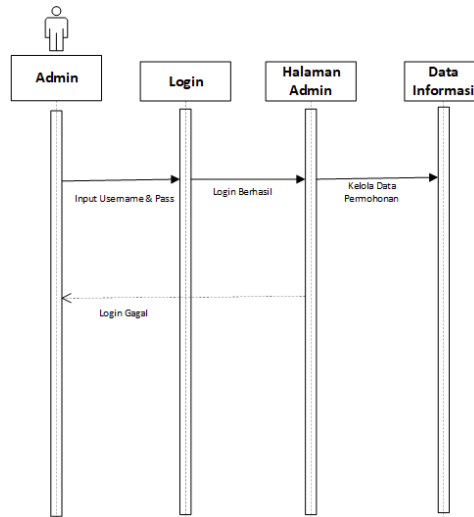 Admin
Login
Halaman
Admin
Data
Informasi
Input Username & Pass
Login Berhasil
Kelola Data
Permohonan
Login Gagal